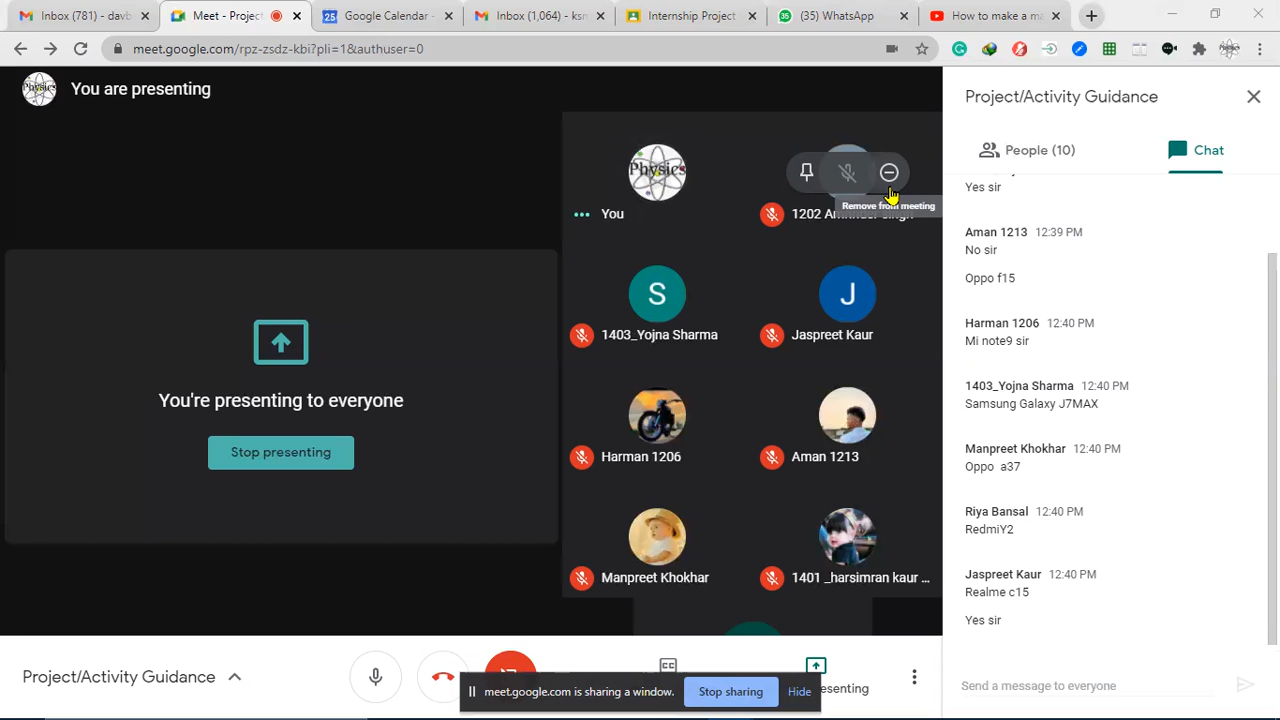 Inbox (781) - davb
Meet - Project
Google Calendar -
Inbox (1,064) - ksr
Internship Project
(35) WhatsApp
How to make a m
meet.google.com/rpz-zsdz-kbi?pli=1&authuser=0
Physics
You are presenting
Project/Activity Guidance
People (10)
Chat
Physics
You
Remove from meeting
1202 Amninder singh
You're presenting to everyone
Stop presenting
1403_Yojna Sharma
Jaspreet Kaur
Harman 1206
Aman 1213
Manpreet Khokhar
1401 _harsimran kaur ...
S
J
Yes sir
Aman 1213 12:39 PM
No sir
Oppo f15
Harman 1206 12:40 PM
Mi note9 sir
1403_Yojna Sharma 12:40 PM
Samsung Galaxy J7MAX
Manpreet Khokhar 12:40 PM
Oppo a37
Riya Bansal 12:40 PM
RedmiY2
Jaspreet Kaur 12:40 PM
Realme c15
Yes sir
Send a message to everyone
Project/Activity Guidance
meet.google.com is sharing a window.
Stop sharing
Hide